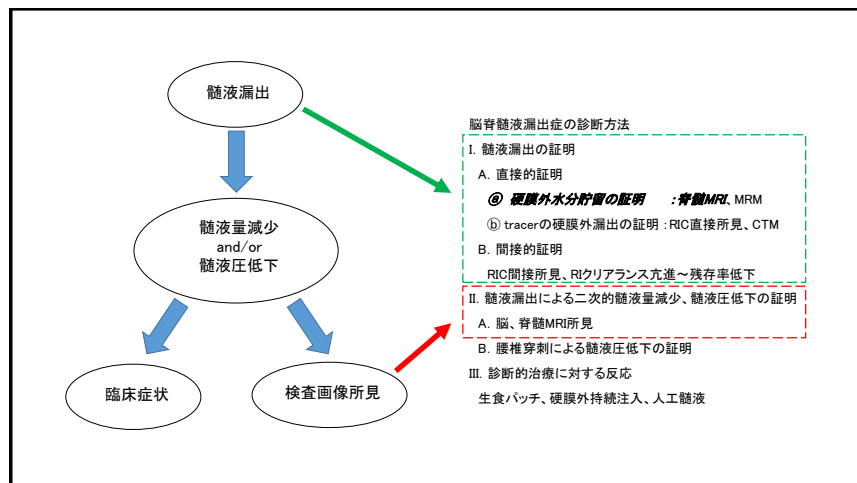 髄液漏出
髄液量減少
and/or
髄液圧低下
臨床症状
検査画像所見
脳脊髄液漏出症の診断方法
I. 髄液漏出の証明
A. 直接的証明
ⓐ 硬膜外水分貯留の証明 :脊髄MRI、MRM
ⓑ tracerの硬膜外漏出の証明:RIC直接所見、CTM
B. 間接的証明
RIC間接所見、RIクリアランス亢進~残存率低下
II. 髄液漏出による二次的髄液量減少、髄液圧低下の証明
A. 脳、脊髄MRI所見
B. 腰椎穿刺による髄液圧低下の証明
III. 診断的治療に対する反応
生食パッチ、硬膜外持続注入、人工髄液